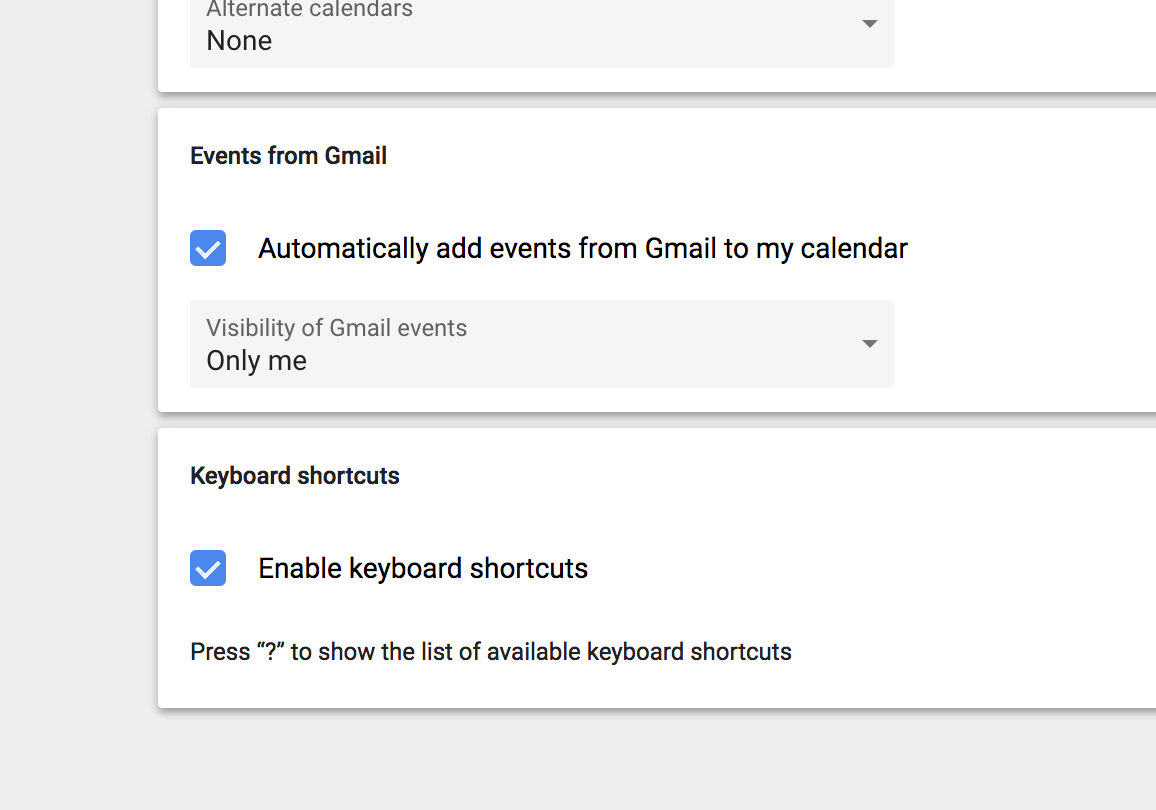 Alternate calendars
None
Events from Gmail
Automatically add events from Gmail to my calendar
Visibility of Gmail events
Only me
Keyboard shortcuts
Enable keyboard shortcuts
Press “?” to show the list of available keyboard shortcuts